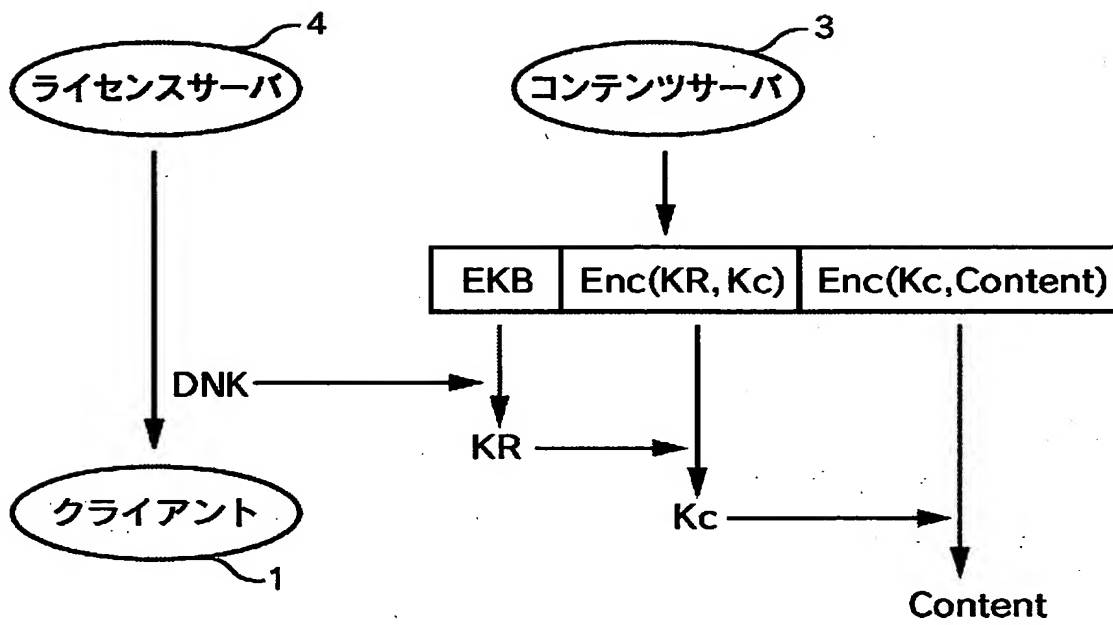 4
3
ライセンスサーバ
コンテンツサーバ
EKB
Enc(KR,Kc)
Enc(Kc,Content)
DNK
KR
クライアント
Kc
1
Content